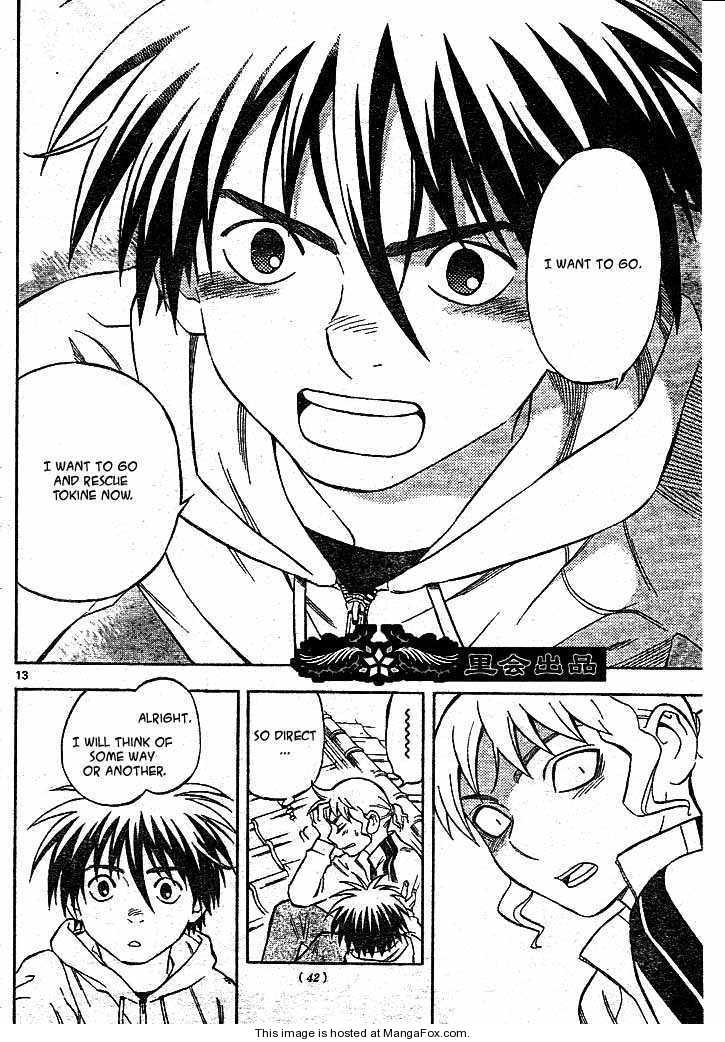 I WANT TO GO.
I WANT TO GO
AND RESCUE
TOKINE NOW.
里会出品
13
SO DIRECT
...
ALRIGHT.
I WILL THINK OF
SOME WAY
OR ANOTHER.
(42)
This image is hosted at MangaFox.com.